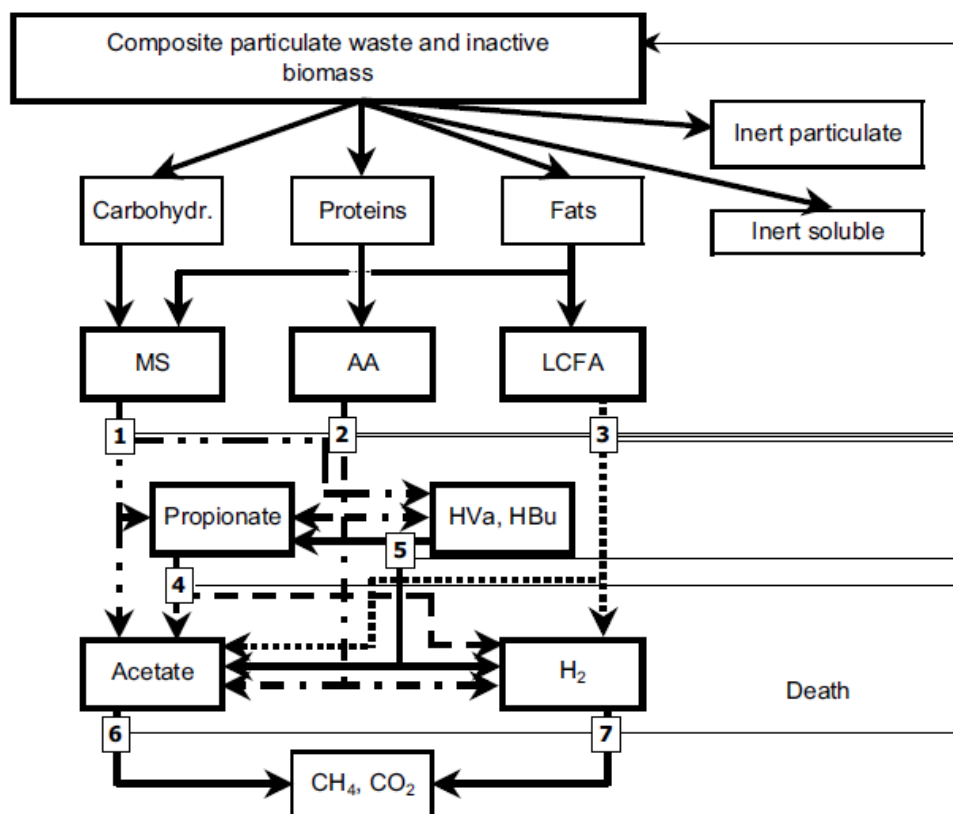 Composite particulate waste and inactive
biomass
Inert particulate
Carbohydr.
Proteins
Fats
Inert soluble
MS
AA
LCFA
1
2
3
Propionate
HVa, HBu
5
4
Acetate
H₂
Death
6
7
CH₄, CO₂